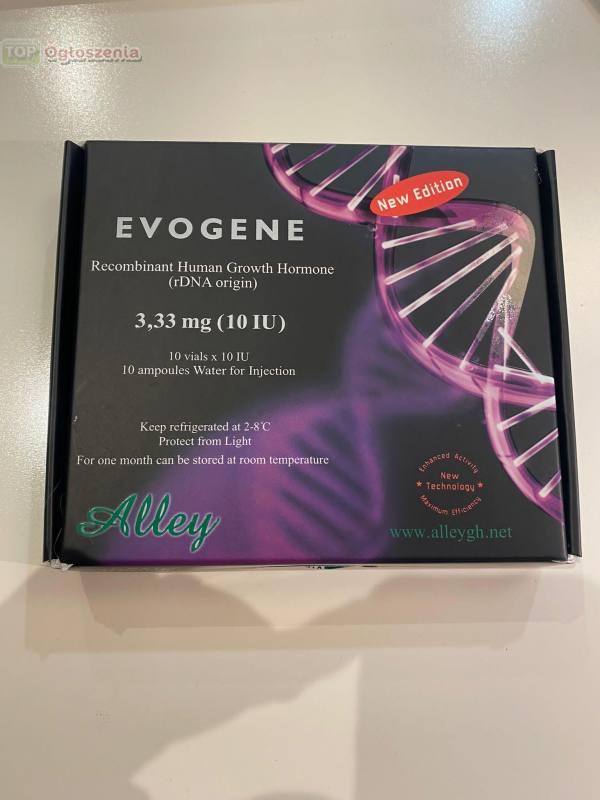 TOP Ogłoszenia
New Edition
EVOGENE
Recombinant Human Growth Hormone
(rDNA origin)
3,33 mg (10 IU)
10 vials x 10 IU
10 ampoules Water for Injection
Keep refrigerated at 2-8℃
Protect from Light
For one month can be stored at room temperature
Enhanced Activity
New
Technology
Maximum Efficiency
Alley
www.alleygh.net